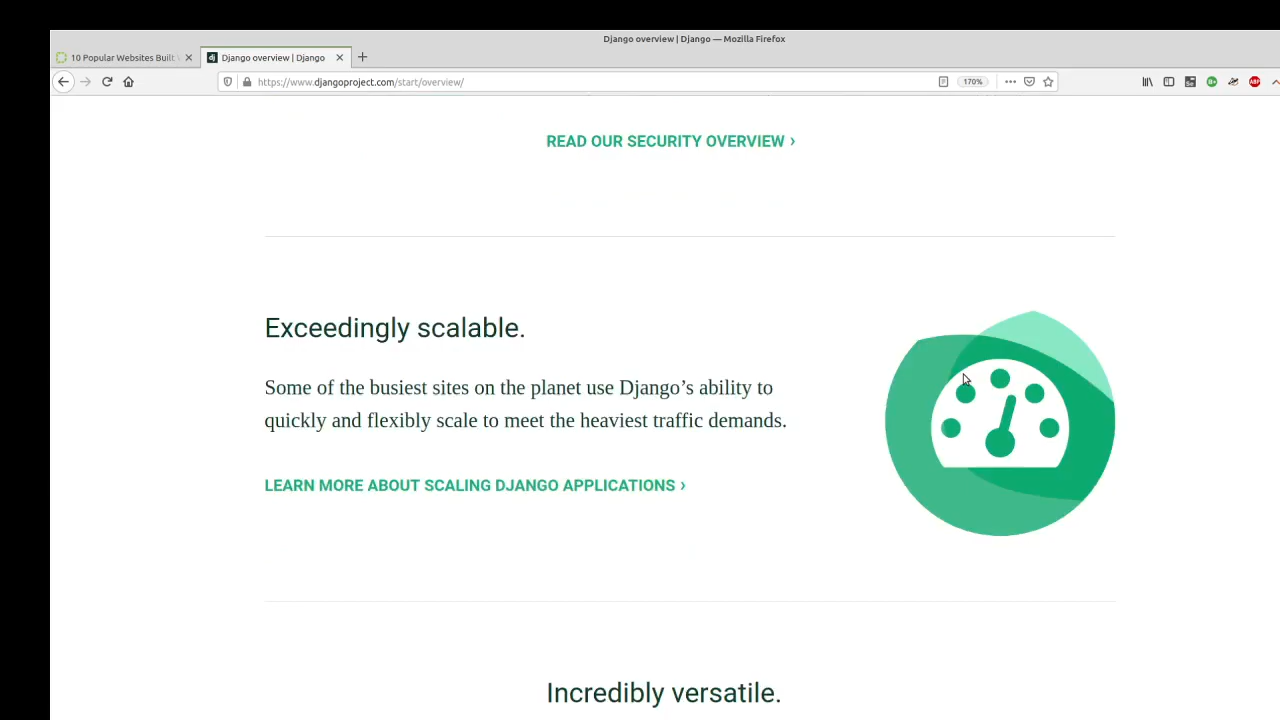 Django overview | Django — Mozilla Firefox
10 Popular Websites Built
dj Django overview | Django
https://www.djangoproject.com/start/overview/
170%
ABP
READ OUR SECURITY OVERVIEW ›
Exceedingly scalable.
Some of the busiest sites on the planet use Django’s ability to
quickly and flexibly scale to meet the heaviest traffic demands.
LEARN MORE ABOUT SCALING DJANGO APPLICATIONS ›
Incredibly versatile.